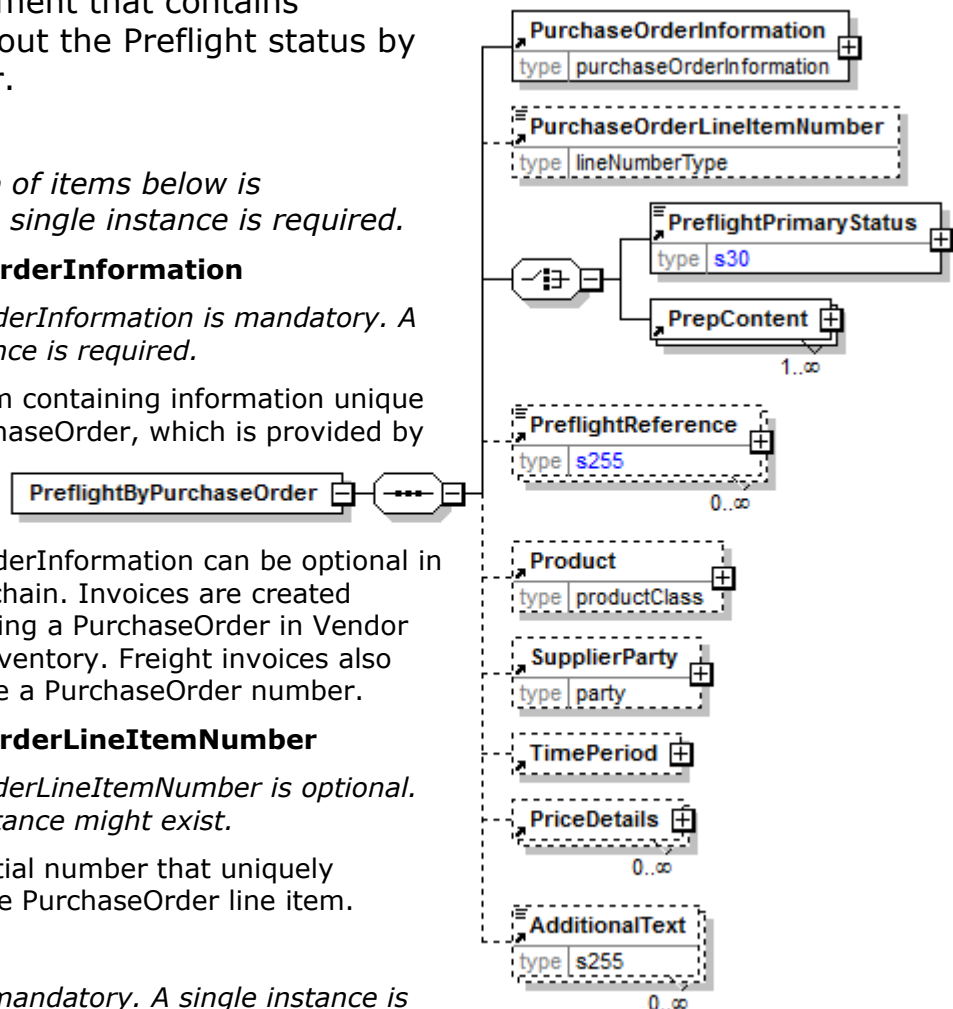 ment that contains
out the Preflight status by
r.
of items below is
single instance is required.
rderInformation
derInformation is mandatory. A
nce is required.
n containing information unique
haseOrder, which is provided by
derInformation can be optional in
chain. Invoices are created
ing a PurchaseOrder in Vendor
ventory. Freight invoices also
e a PurchaseOrder number.
rderLineItemNumber
derLineItemNumber is optional.
tance might exist.
tial number that uniquely
e PurchaseOrder line item.
mandatory. A single instance is
PreflightByPurchaseOrder
PurchaseOrderInformation
type purchaseOrderInformation
PurchaseOrderLineItemNumber
type lineNumberType
PreflightPrimaryStatus
type s30
PrepContent
1..∞
PreflightReference
type s255
0..∞
Product
type productClass
SupplierParty
type party
TimePeriod
PriceDetails
0..∞
AdditionalText
type s255
0..∞